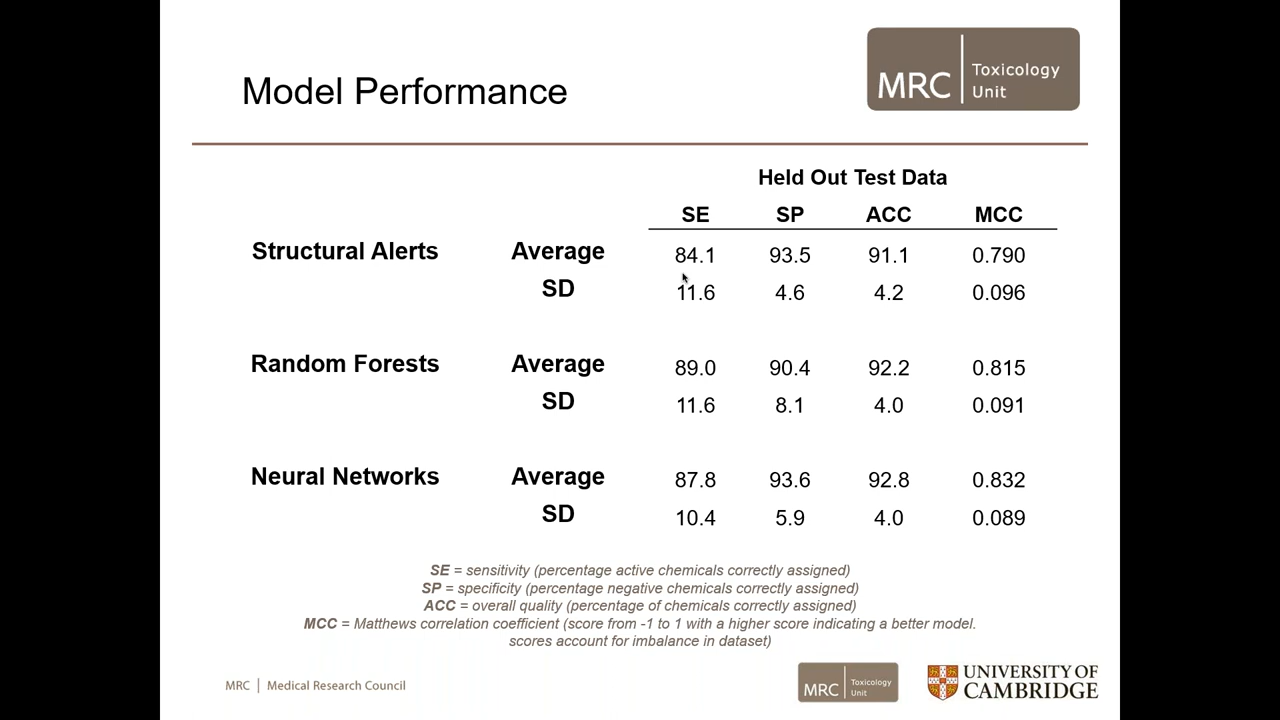 Model Performance
MRC | Toxicology Unit
Held Out Test Data
SE SP ACC MCC
Structural Alerts Average 84.1 93.5 91.1 0.790
SD 11.6 4.6 4.2 0.096
Random Forests Average 89.0 90.4 92.2 0.815
SD 11.6 8.1 4.0 0.091
Neural Networks Average 87.8 93.6 92.8 0.832
SD 10.4 5.9 4.0 0.089
SE = sensitivity (percentage active chemicals correctly assigned)
SP = specificity (percentage negative chemicals correctly assigned)
ACC = overall quality (percentage of chemicals correctly assigned)
MCC = Matthews correlation coefficient (score from -1 to 1 with a higher score indicating a better model.
scores account for imbalance in dataset)
MRC | Medical Research Council
MRC | Toxicology Unit
UNIVERSITY OF
CAMBRIDGE